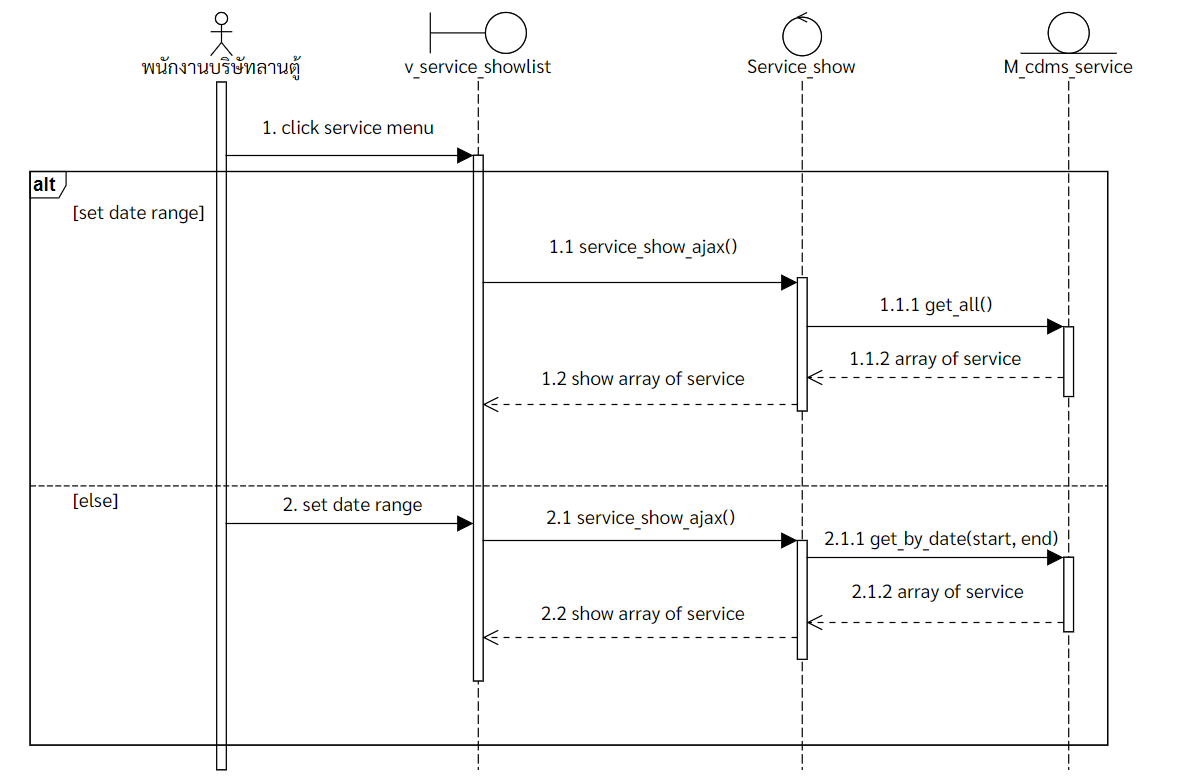 พนักงานบริษัทลานตู้
v_service_showlist
Service_show
M_cdms_service
1. click service menu
alt
[set date range]
1.1 service_show_ajax()
1.1.1 get_all()
1.1.2 array of service
1.2 show array of service
[else]
2. set date range
2.1 service_show_ajax()
2.1.1 get_by_date(start, end)
2.1.2 array of service
2.2 show array of service